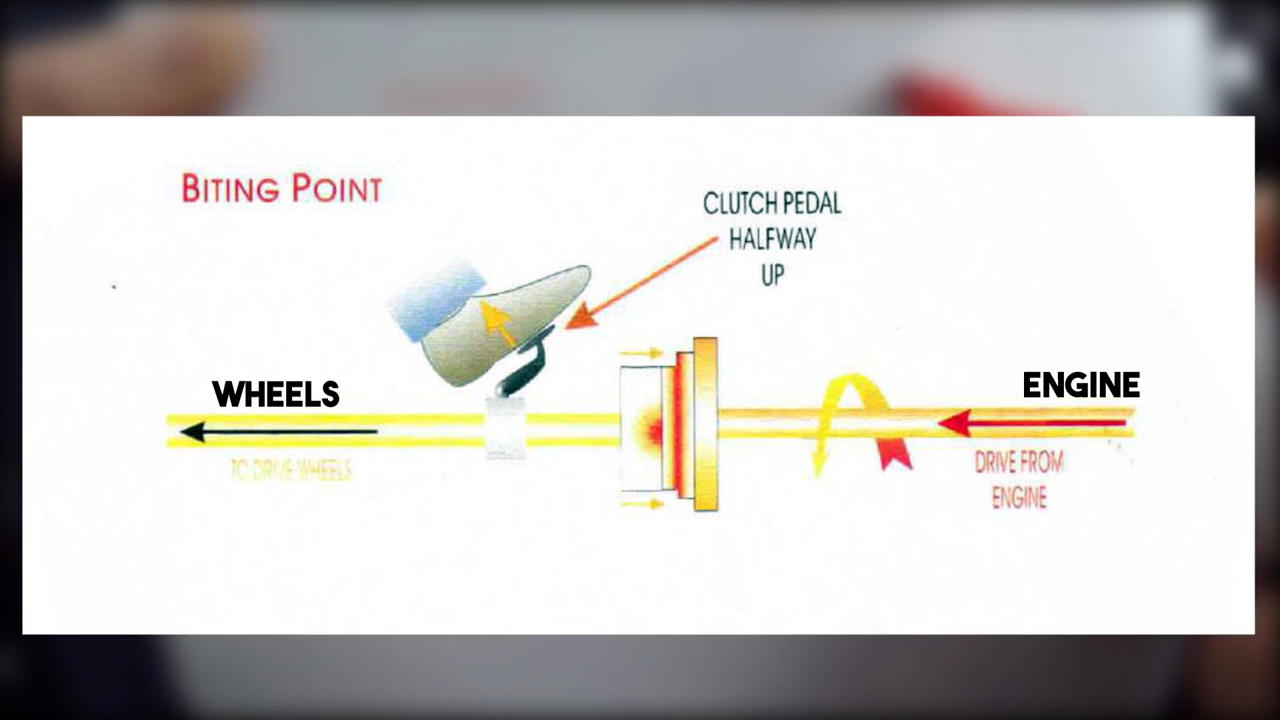 BITING POINT
CLUTCH PEDAL
HALFWAY
UP
WHEELS
ENGINE
TO DRIVE WHEELS
DRIVE FROM
ENGINE